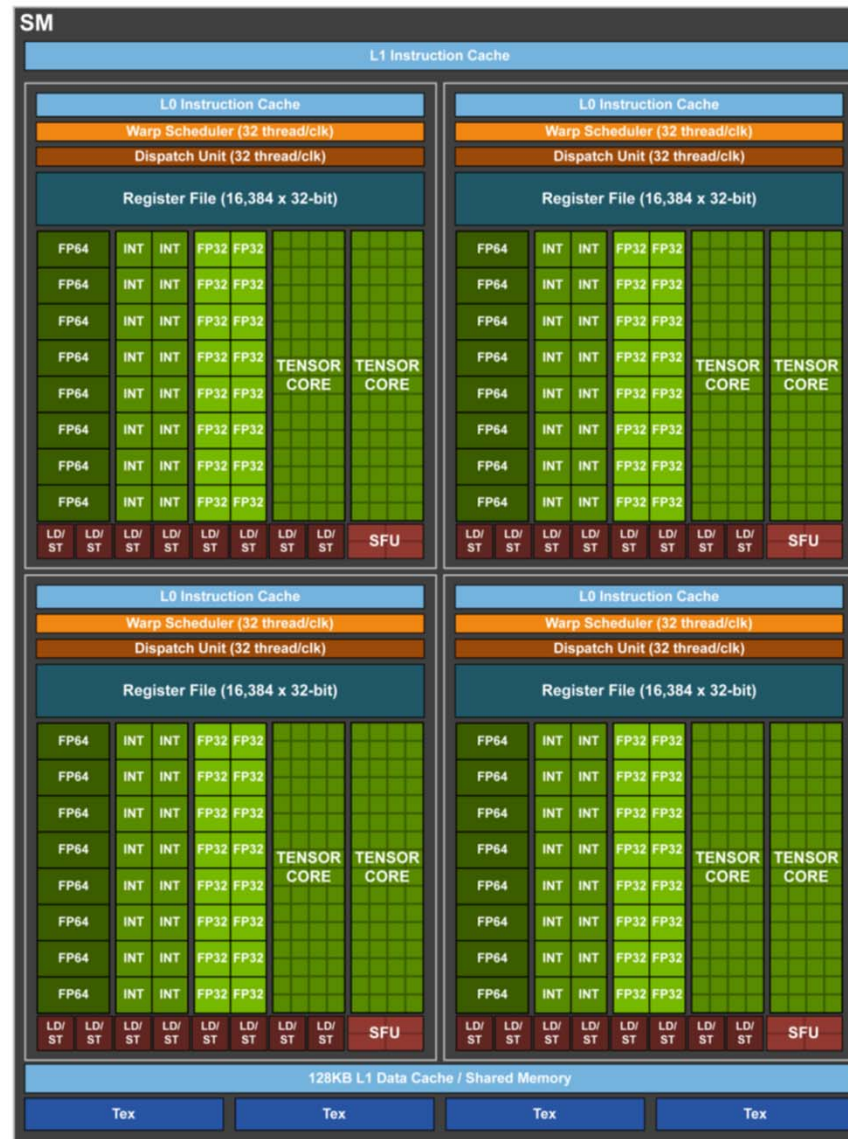 SM
L1 Instruction Cache
L0 Instruction Cache
Warp Scheduler (32 thread/clk)
Dispatch Unit (32 thread/clk)
Register File (16,384 x 32-bit)
FP64 INT INT FP32 FP32
FP64 INT INT FP32 FP32
FP64 INT INT FP32 FP32
FP64 INT INT FP32 FP32
FP64 INT INT FP32 FP32
FP64 INT INT FP32 FP32
FP64 INT INT FP32 FP32
FP64 INT INT FP32 FP32
TENSOR TENSOR
CORE CORE
LD/ LD/ LD/ LD/ LD/ LD/ LD/ LD/
ST ST ST ST ST ST ST ST
SFU
L0 Instruction Cache
Warp Scheduler (32 thread/clk)
Dispatch Unit (32 thread/clk)
Register File (16,384 x 32-bit)
FP64 INT INT FP32 FP32
FP64 INT INT FP32 FP32
FP64 INT INT FP32 FP32
FP64 INT INT FP32 FP32
FP64 INT INT FP32 FP32
FP64 INT INT FP32 FP32
FP64 INT INT FP32 FP32
FP64 INT INT FP32 FP32
TENSOR TENSOR
CORE CORE
LD/ LD/ LD/ LD/ LD/ LD/ LD/ LD/
ST ST ST ST ST ST ST ST
SFU
L0 Instruction Cache
Warp Scheduler (32 thread/clk)
Dispatch Unit (32 thread/clk)
Register File (16,384 x 32-bit)
FP64 INT INT FP32 FP32
FP64 INT INT FP32 FP32
FP64 INT INT FP32 FP32
FP64 INT INT FP32 FP32
FP64 INT INT FP32 FP32
FP64 INT INT FP32 FP32
FP64 INT INT FP32 FP32
FP64 INT INT FP32 FP32
TENSOR TENSOR
CORE CORE
LD/ LD/ LD/ LD/ LD/ LD/ LD/ LD/
ST ST ST ST ST ST ST ST
SFU
L0 Instruction Cache
Warp Scheduler (32 thread/clk)
Dispatch Unit (32 thread/clk)
Register File (16,384 x 32-bit)
FP64 INT INT FP32 FP32
FP64 INT INT FP32 FP32
FP64 INT INT FP32 FP32
FP64 INT INT FP32 FP32
FP64 INT INT FP32 FP32
FP64 INT INT FP32 FP32
FP64 INT INT FP32 FP32
FP64 INT INT FP32 FP32
TENSOR TENSOR
CORE CORE
LD/ LD/ LD/ LD/ LD/ LD/ LD/ LD/
ST ST ST ST ST ST ST ST
SFU
128KB L1 Data Cache / Shared Memory
Tex Tex Tex Tex